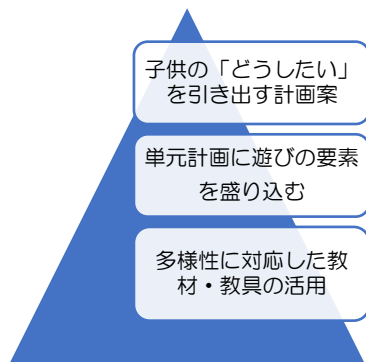 子供の「どうしたい」
を引き出す計画案
単元計画に遊びの要素
を盛り込む
多様性に対応した教
材・教具の活用